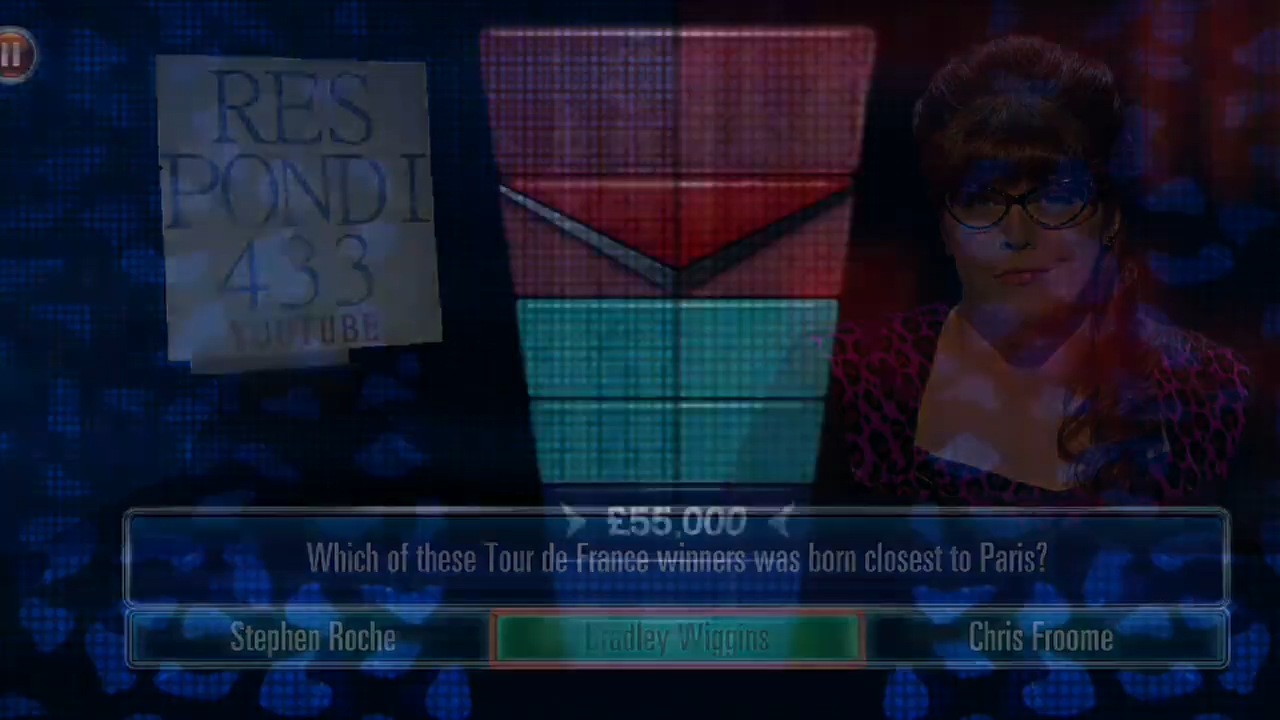 RES
POND I
433
YOUTUBE
£55,000
Which of these Tour de France winners was born closest to Paris?
Stephen Roche
Bradley Wiggins
Chris Froome